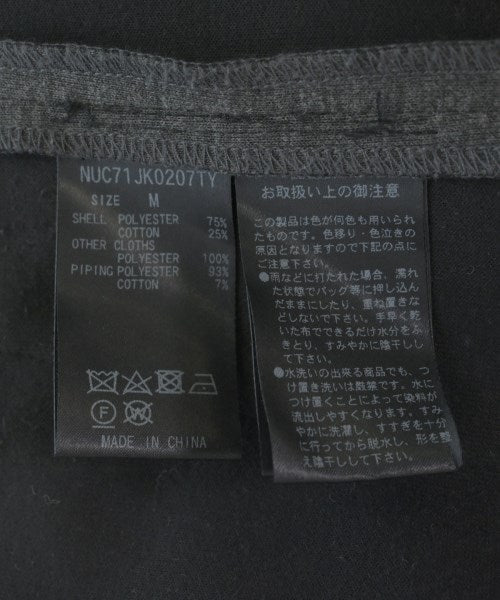 NUC71JK0207TY
SIZE M
SHELL POLYESTER 75%
COTTON 25%
OTHER CLOTHS
POLYESTER 100%
PIPING POLYESTER 93%
COTTON 7%
F
W
MADE IN CHINA
お取扱い上の御注意
この製品は色が何色も用いられ
たものです。色移り・色泣きの
原因となりますので下記の点に
ご注意下さい。
●雨などに打たれた場合、濡れ
た状態でバッグ等に押し込ん
だままにしたり、重ね置きな
どしないで下さい。手早く乾
いた布でできるだけ水分をふ
きとり、すみやかに陰干しし
て下さい。
●水洗いの出来る商品でも、つ
け置き洗いは厳禁です。水に
つけ置くことによって染料が
流出しやすくなります。すみ
やかに洗濯し、すすぎを十分
に行ってから脱水し、形を整
え陰干しして下さい。